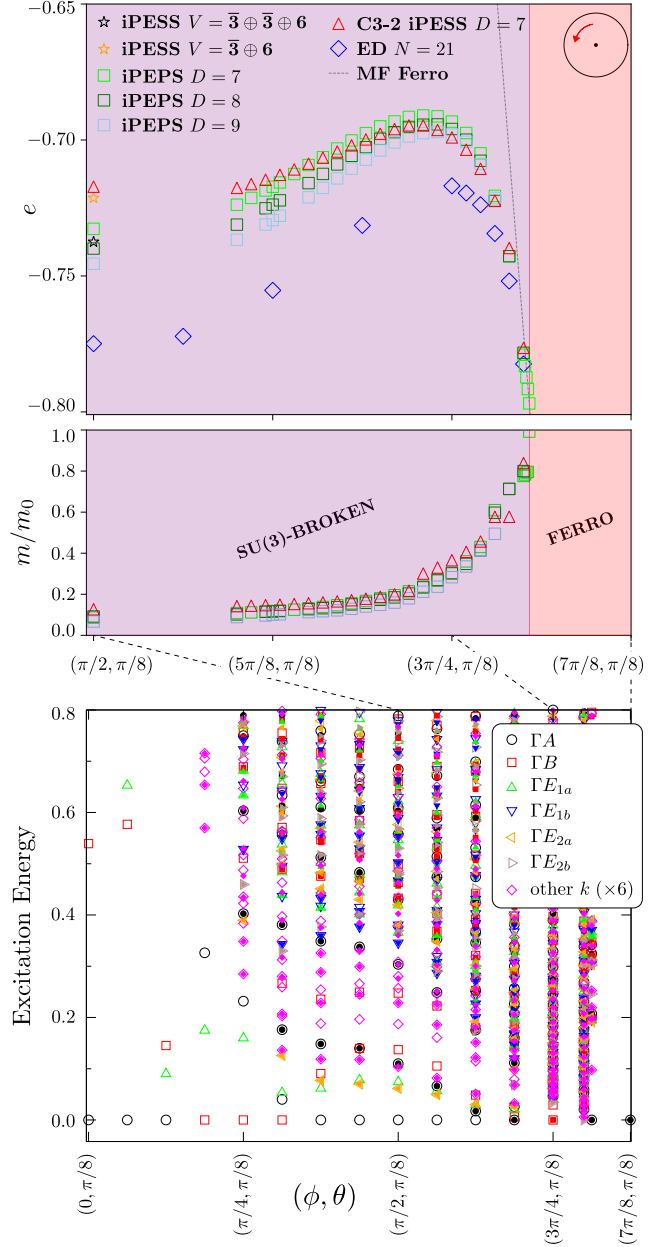 −0.65
iPESS V = 3̅ ⊕ 3̅ ⊕ 6
iPESS V = 3̅ ⊕ 6
iPEPS D = 7
iPEPS D = 8
iPEPS D = 9
C3-2 iPESS D = 7
ED N = 21
MF Ferro
−0.70
e
−0.75
−0.80
1.0
0.8
0.6
0.4
0.2
0.0
m/m₀
SU(3)-BROKEN
FERRO
(π/2, π/8)
(5π/8, π/8)
(3π/4, π/8)
(7π/8, π/8)
0.8
0.6
0.4
0.2
0.0
Excitation Energy
ΓA
ΓB
ΓE₁ₐ
ΓE₁b
ΓE₂ₐ
ΓE₂b
other k (×6)
(0, π/8)
(π/4, π/8)
(π/2, π/8)
(3π/4, π/8)
(7π/8, π/8)
(ϕ, θ)